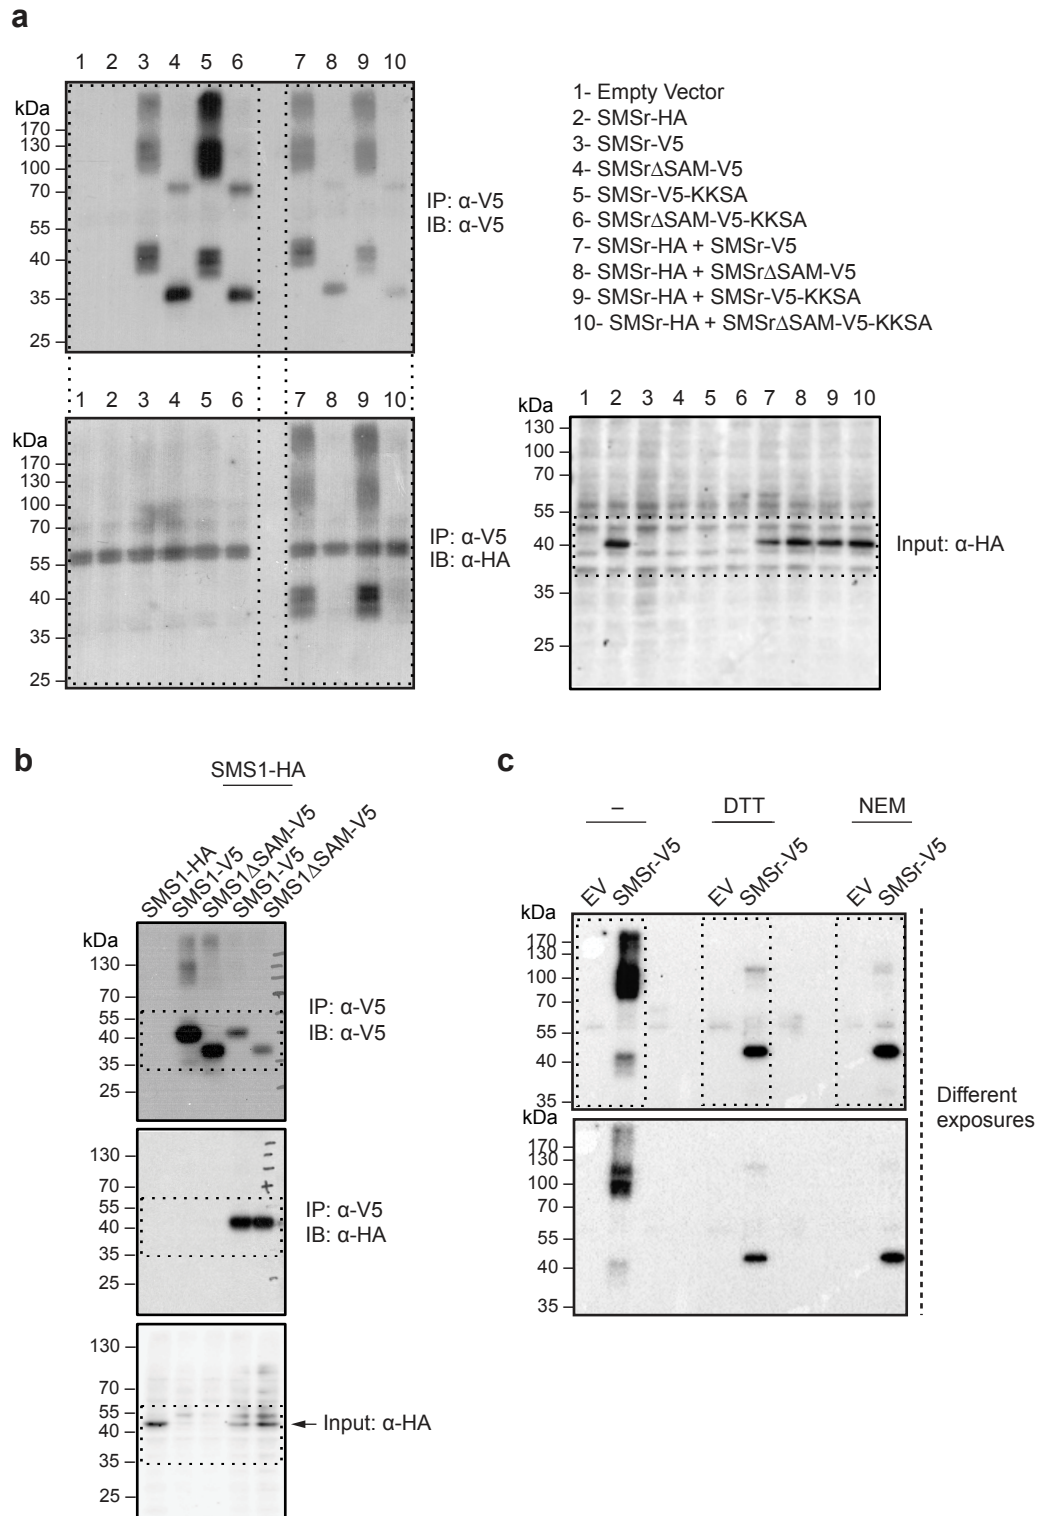 a
1 2 3 4 5 6 7 8 9 10
kDa
170
130
100
70
55
40
35
25
IP: α-V5
IB: α-V5
1- Empty Vector
2- SMSr-HA
3- SMSr-V5
4- SMSrΔSAM-V5
5- SMSr-V5-KKSA
6- SMSrΔSAM-V5-KKSA
7- SMSr-HA + SMSr-V5
8- SMSr-HA + SMSrΔSAM-V5
9- SMSr-HA + SMSr-V5-KKSA
10- SMSr-HA + SMSrΔSAM-V5-KKSA
1 2 3 4 5 6 7 8 9 10
kDa
170
130
100
70
55
40
35
25
IP: α-V5
IB: α-HA
1 2 3 4 5 6 7 8 9 10
kDa
130
100
70
55
40
35
25
Input: α-HA
b
SMS1-HA
SMS1-HA
SMS1-V5
SMS1ΔSAM-V5
SMS1-V5
SMS1ΔSAM-V5
kDa
130
70
55
40
35
25
IP: α-V5
IB: α-V5
130
70
55
40
35
25
IP: α-V5
IB: α-HA
130
70
55
40
35
25
Input: α-HA
c
– DTT NEM
EV
SMSr-V5
EV
SMSr-V5
EV
SMSr-V5
kDa
170
130
100
70
55
40
35
kDa
170
130
100
70
55
40
35
Different
exposures